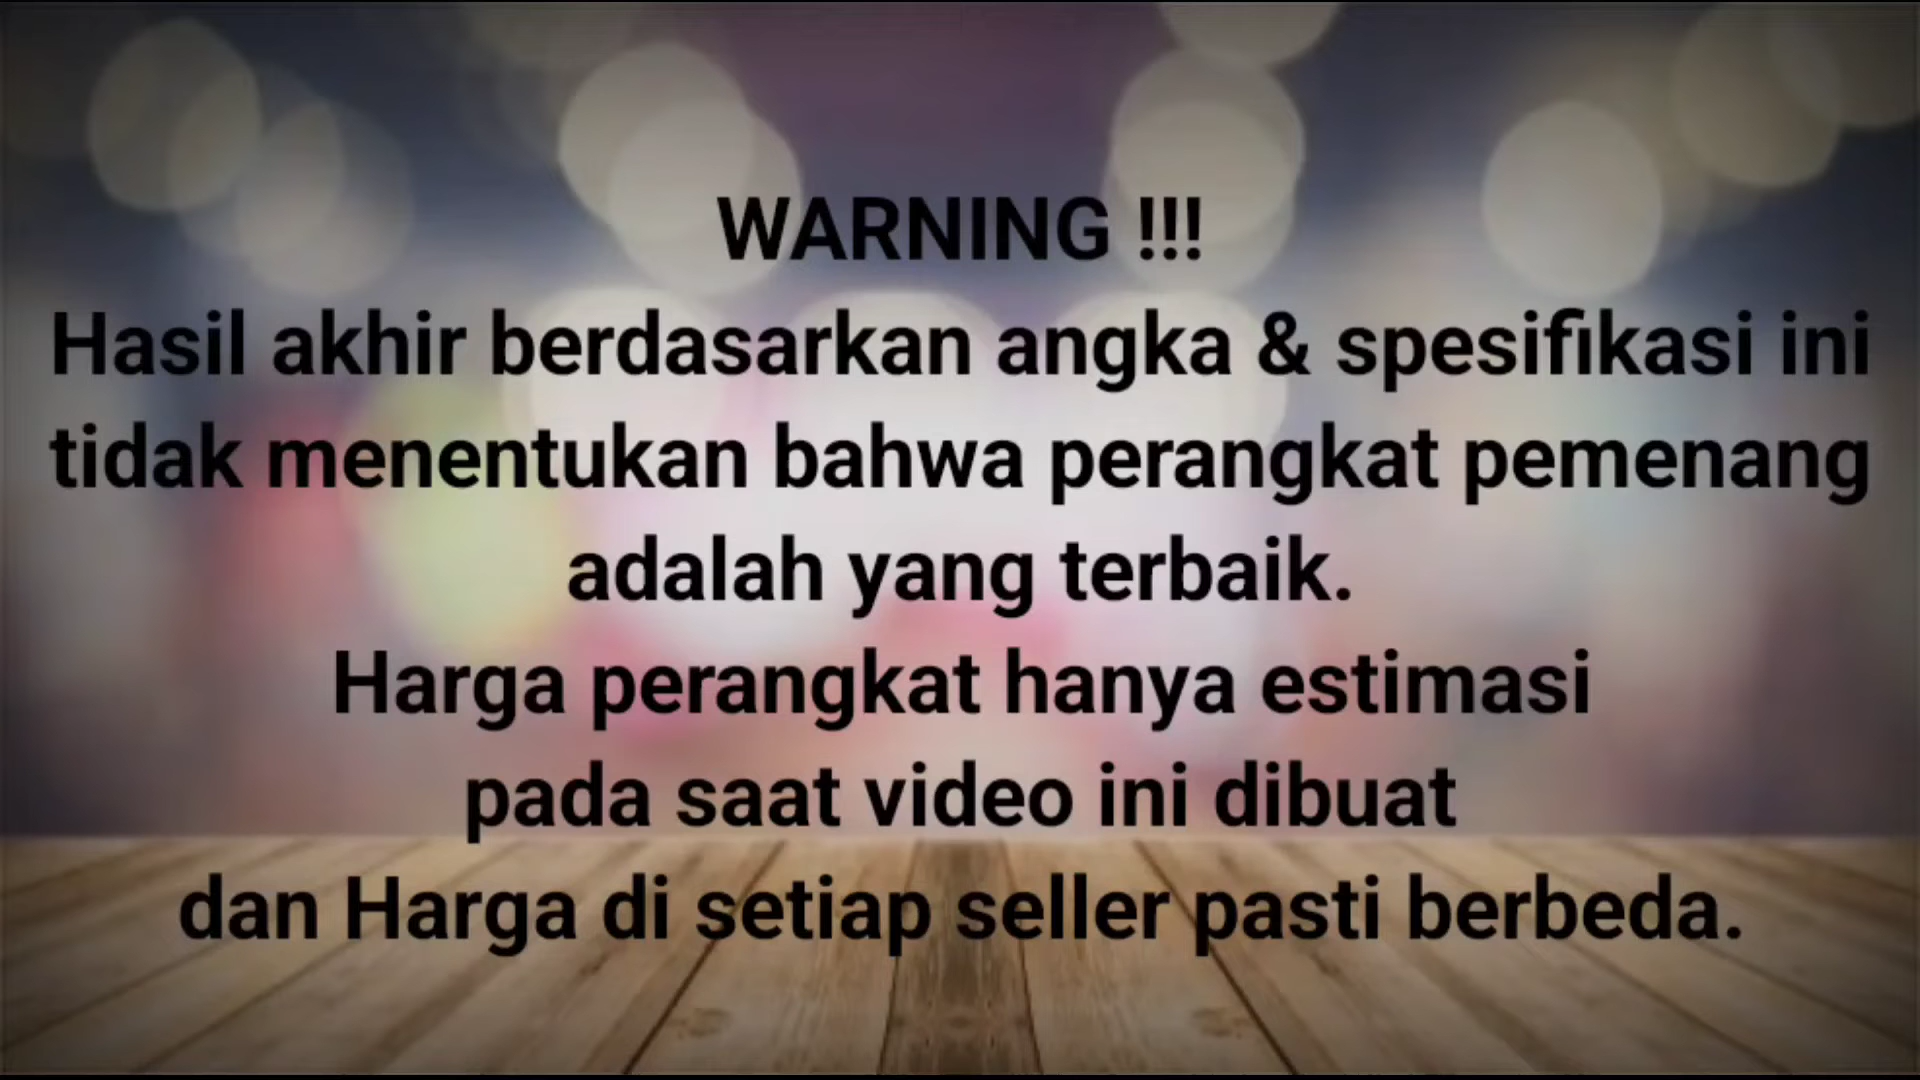 WARNING !!!
Hasil akhir berdasarkan angka & spesifikasi ini
tidak menentukan bahwa perangkat pemenang
adalah yang terbaik.
Harga perangkat hanya estimasi
pada saat video ini dibuat
dan Harga di setiap seller pasti berbeda.